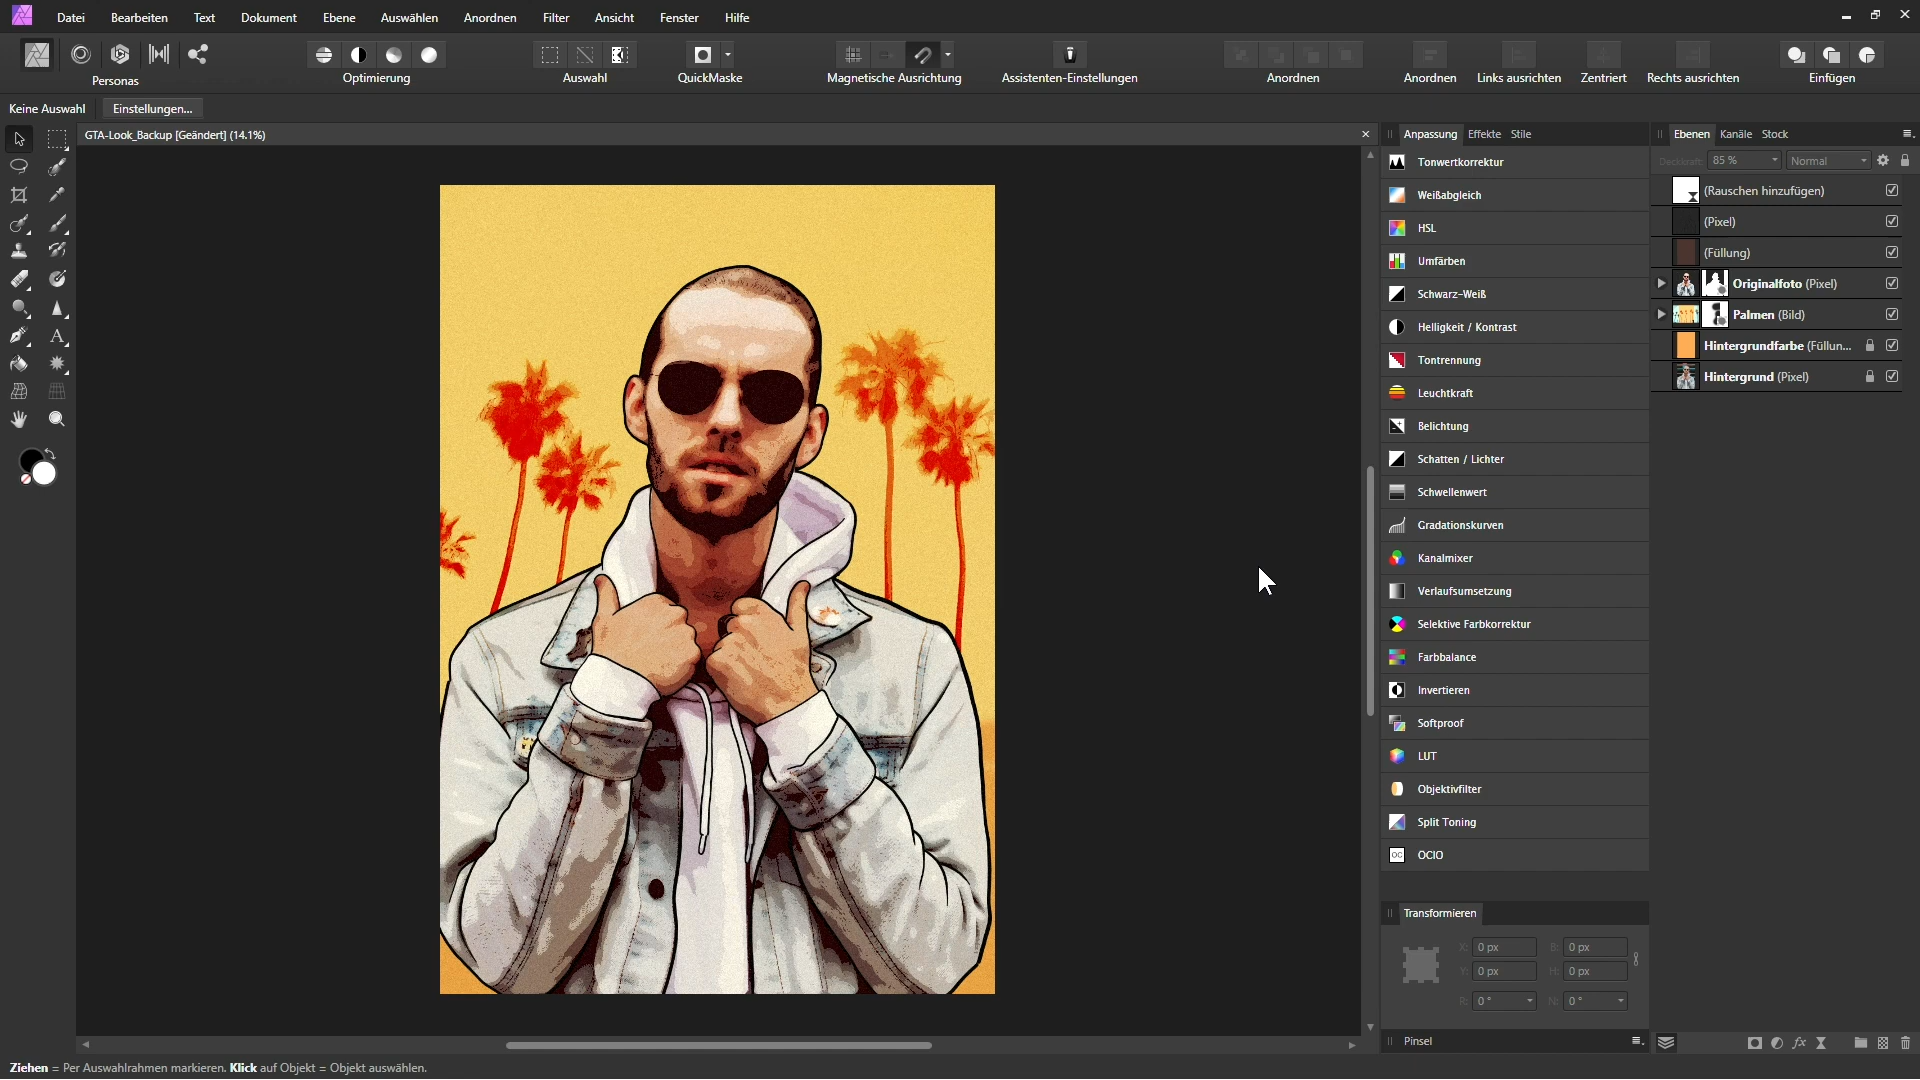 Datei Bearbeiten Text Dokument Ebene Auswählen Anordnen Filter Ansicht Fenster Hilfe
Personas Optimierung Auswahl QuickMaske Magnetische Ausrichtung Assistenten-Einstellungen Anordnen Anordnen Links ausrichten Zentriert Rechts ausrichten Einfügen
Keine Auswahl Einstellungen...
GTA-Look_Backup [Geändert] (14.1%)
Anpassung Effekte Stile
Tonwertkorrektur
Weißabgleich
HSL
Umfärben
Schwarz-Weiß
Helligkeit / Kontrast
Tontrennung
Leuchtkraft
Belichtung
Schatten / Lichter
Schwellenwert
Gradationskurven
Kanalmixer
Verlaufsumsetzung
Selektive Farbkorrektur
Farbbalance
Invertieren
Softproof
LUT
Objektivfilter
Split Toning
OCIO
Transformieren
X: 0 px B: 0 px
Y: 0 px H: 0 px
R: 0 ° N: 0 °
Pinsel
Ebenen Kanäle Stock
Deckkraft: 85 % Normal
(Rauschen hinzufügen)
(Pixel)
(Füllung)
Originalfoto (Pixel)
Palmen (Bild)
Hintergrundfarbe (Füllun...
Hintergrund (Pixel)
Ziehen = Per Auswahlrahmen markieren. Klick auf Objekt = Objekt auswählen.